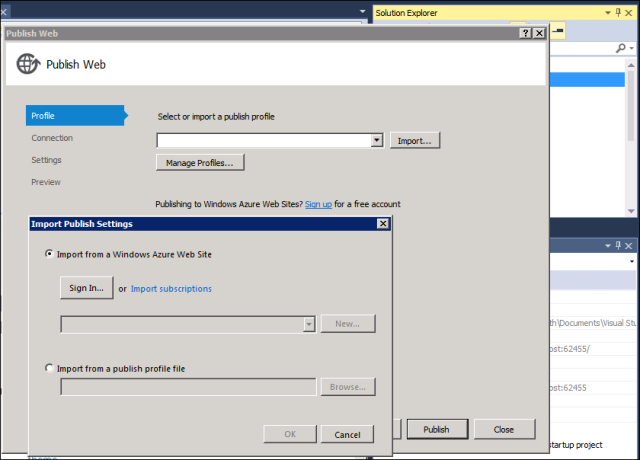 Solution Explorer
Publish Web
Publish Web
Profile
Connection
Settings
Preview
Select or import a publish profile
Import...
Manage Profiles...
Publishing to Windows Azure Web Sites? Sign up for a free account
Import Publish Settings
Import from a Windows Azure Web Site
Sign In... or Import subscriptions
New...
Import from a publish profile file
Browse...
OK
Cancel
Publish
Close
th\Documents\Visual Stu
ost:62455/
ost:62455
startup project